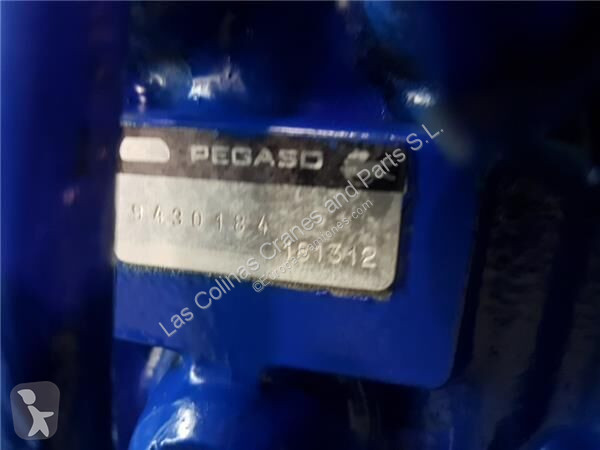 PEGASO
9430184
181312
Las Colinas Cranes and Parts S.L.